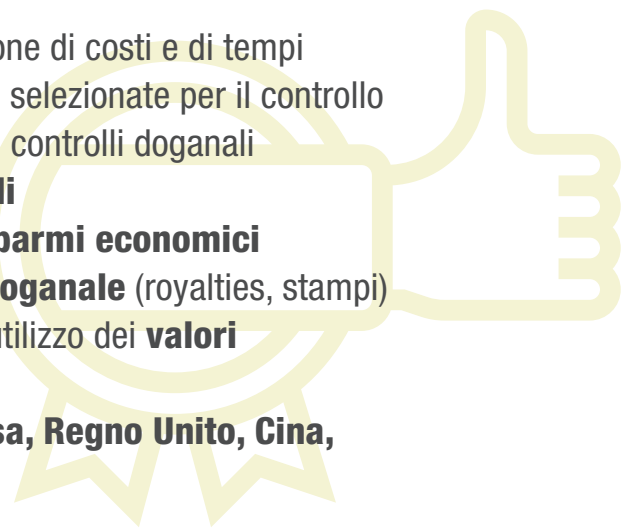 one di costi e di tempi
selezionate per il controllo
controlli doganali
li
parmi economici
oganale (royalties, stampi)
utilizzo dei valori
sa, Regno Unito, Cina,